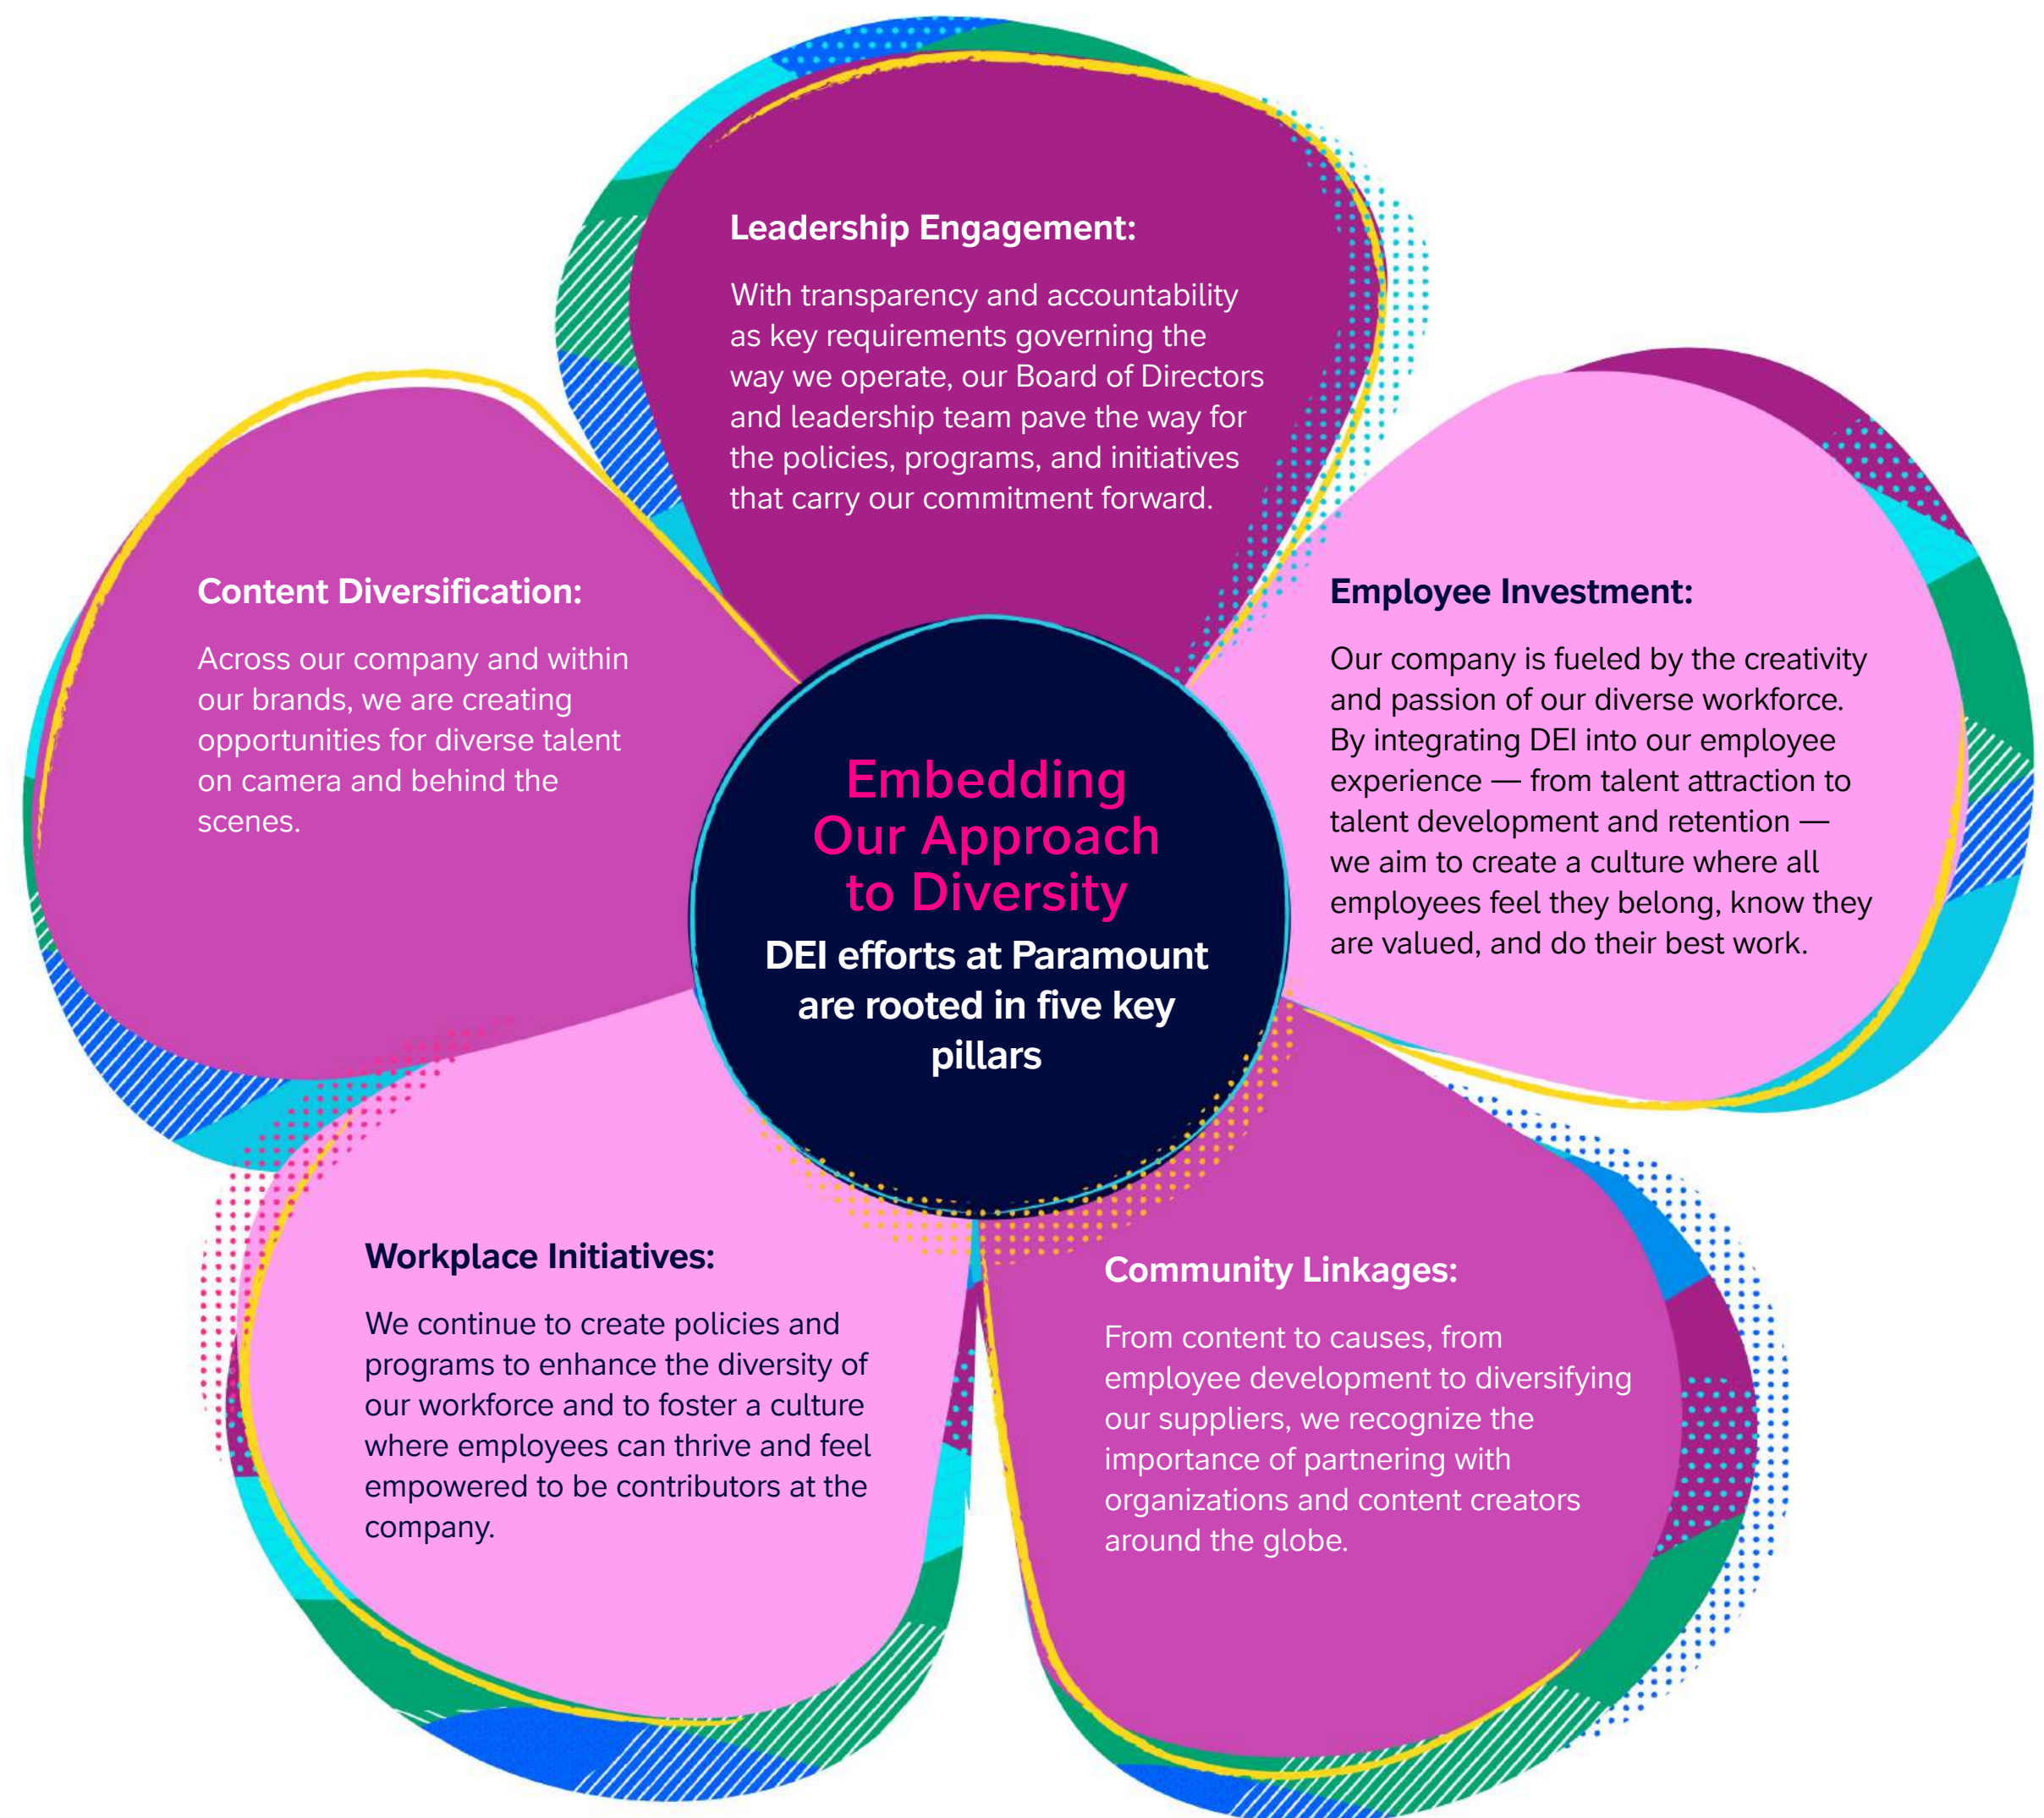 Leadership Engagement:
With transparency and accountability
as key requirements governing the
way we operate, our Board of Directors
and leadership team pave the way for
the policies, programs, and initiatives
that carry our commitment forward.
Content Diversification:
Across our company and within
our brands, we are creating
opportunities for diverse talent
on camera and behind the
scenes.
Embedding
Our Approach
to Diversity
DEI efforts at Paramount
are rooted in five key
pillars
Employee Investment:
Our company is fueled by the creativity
and passion of our diverse workforce.
By integrating DEI into our employee
experience — from talent attraction to
talent development and retention —
we aim to create a culture where all
employees feel they belong, know they
are valued, and do their best work.
Workplace Initiatives:
We continue to create policies and
programs to enhance the diversity of
our workforce and to foster a culture
where employees can thrive and feel
empowered to be contributors at the
company.
Community Linkages:
From content to causes, from
employee development to diversifying
our suppliers, we recognize the
importance of partnering with
organizations and content creators
around the globe.